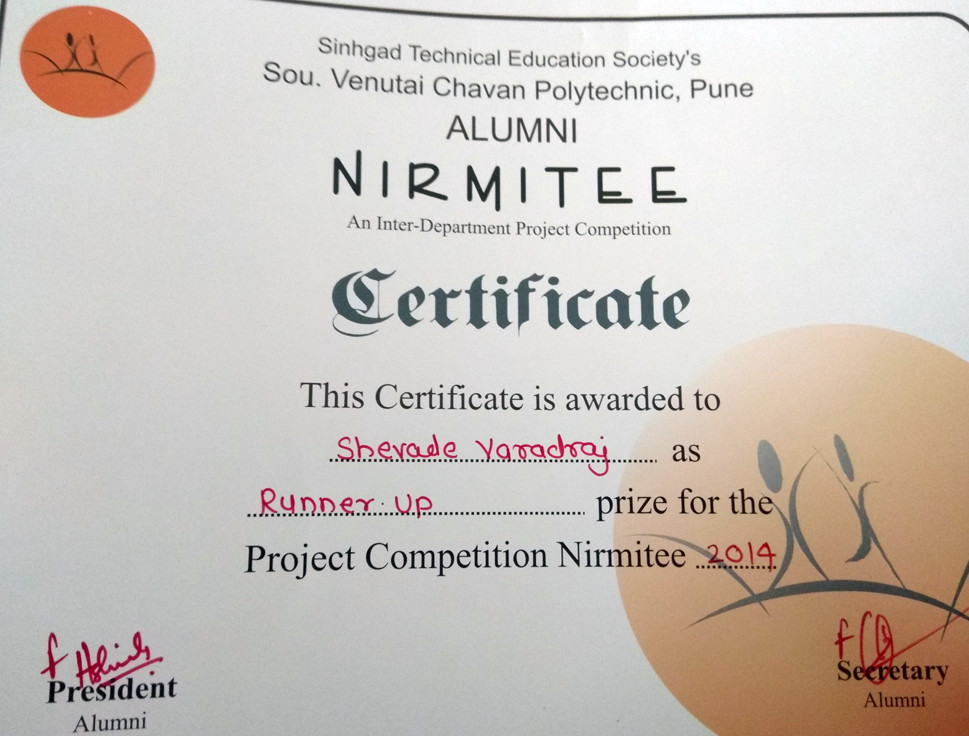 Sinhgad Technical Education Society's
Sou. Venutai Chavan Polytechnic, Pune
ALUMNI
NIRMITEE
An Inter-Department Project Competition
Certificate
This Certificate is awarded to
Shevade Varadraj as
Runner.Up prize for the
Project Competition Nirmitee 2014
President
Alumni
Secretary
Alumni